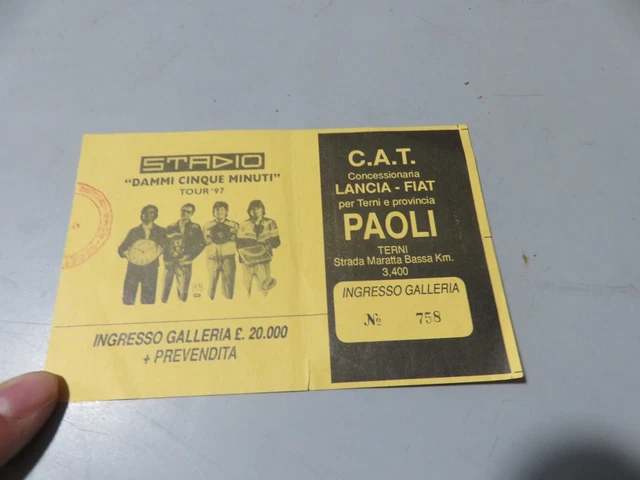 STADIO
"DAMMI CINQUE MINUTI"
TOUR '97
INGRESSO GALLERIA £. 20.000
+ PREVENDITA
C.A.T.
Concessionaria
LANCIA - FIAT
per Terni e provincia
PAOLI
TERNI
Strada Maratta Bassa Km.
3,400
INGRESSO GALLERIA
№ 758